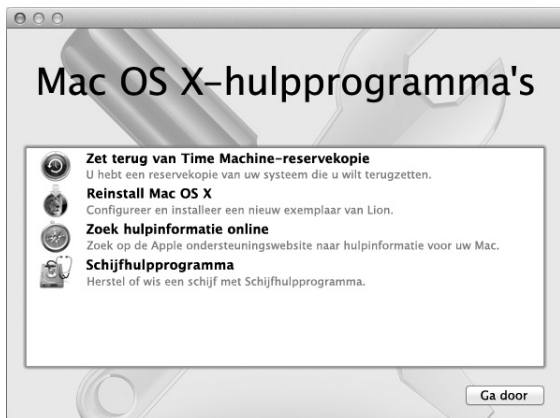 Mac OS X-hulpprogramma's
Zet terug van Time Machine-reservekopie
U hebt een reservekopie van uw systeem die u wilt terugzetten.
Reinstall Mac OS X
Configureer en installeer een nieuw exemplaar van Lion.
Zoek hulpinformatie online
Zoek op de Apple ondersteuningswebsite naar hulpinformatie voor uw Mac.
Schijfhulpprogramma
Herstel of wis een schijf met Schijfhulpprogramma.
Ga door